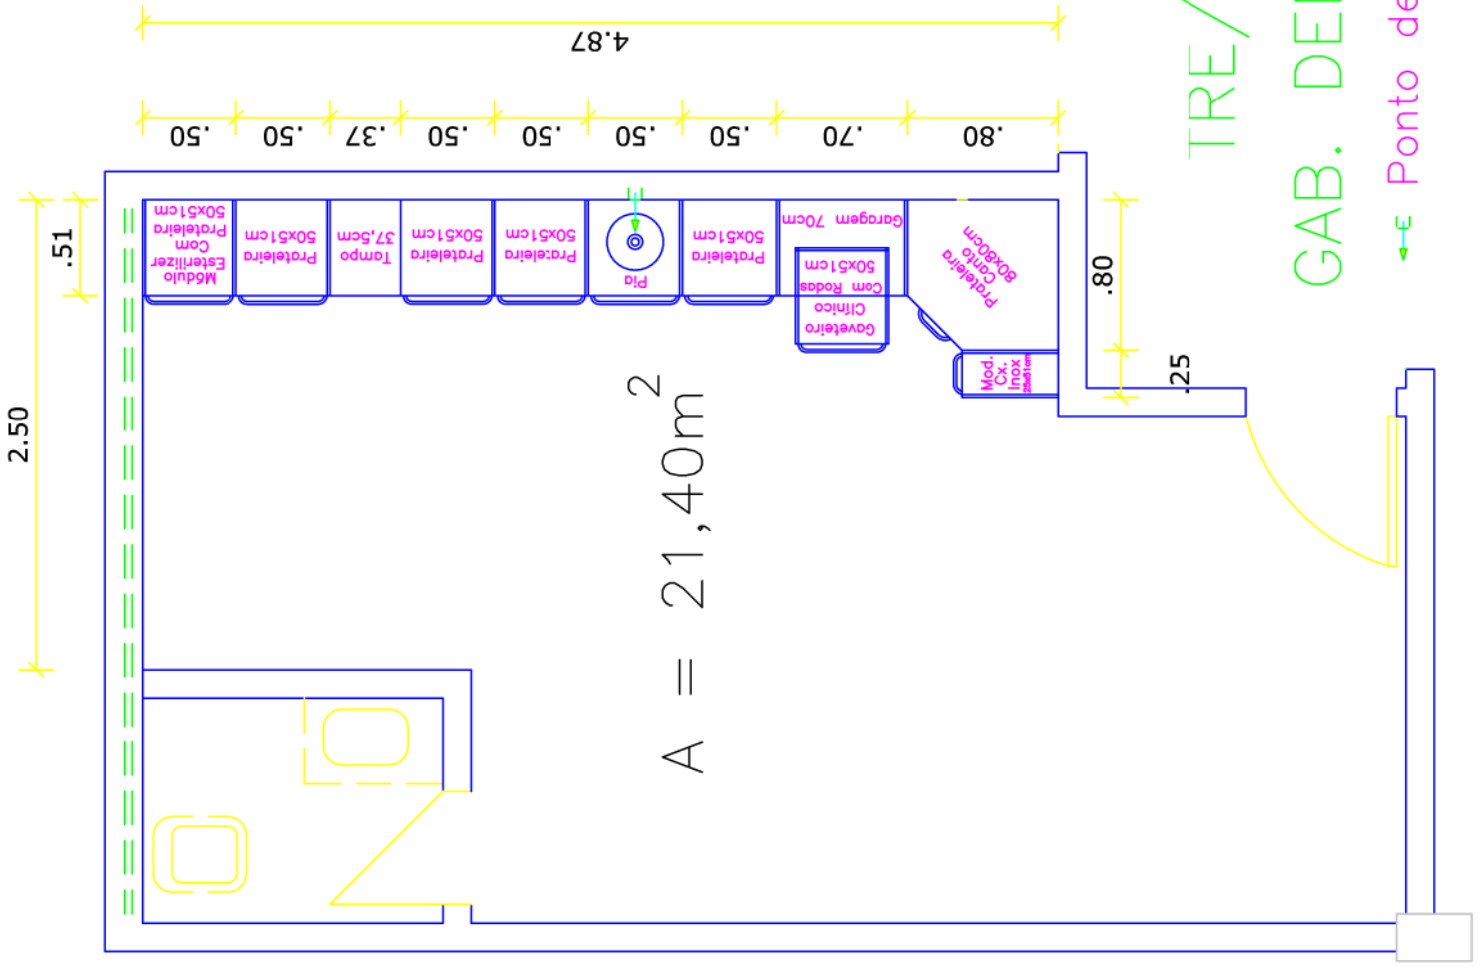 4.87
.50
.50
.37
.50
.50
.50
.50
.70
.80
.51
2.50
.80
.25
Módulo
Esterilizer
Com
Prateleira
50x51cm
Prateleira
50x51cm
Tampo
37,5cm
Prateleira
50x51cm
Prateleira
50x51cm
Pia
Prateleira
50x51cm
Garagem 70cm
Gaveteiro
Clínico
Com Rodas
50x51cm
Prateleira
Canto
80x80cm
Mod.
Cx.
Inox
25x51cm
A = 21,40m²
TRE/
GAB. DE
Ponto de